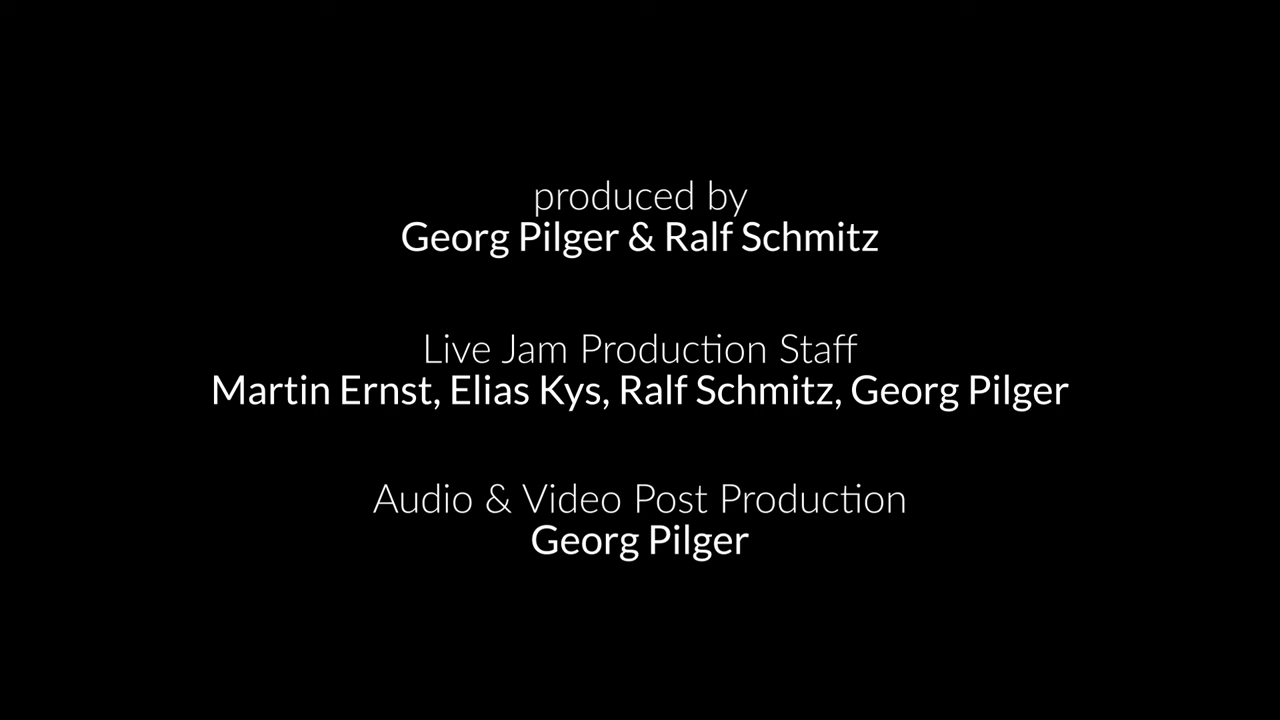 produced by
Georg Pilger & Ralf Schmitz
Live Jam Production Staff
Martin Ernst, Elias Kys, Ralf Schmitz, Georg Pilger
Audio & Video Post Production
Georg Pilger